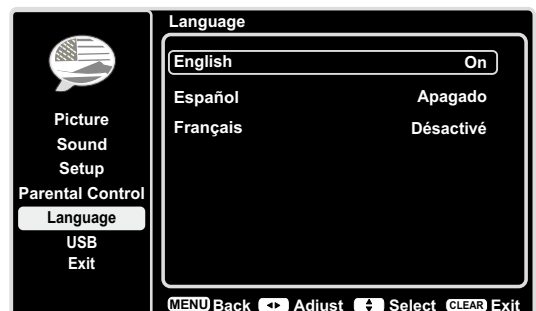 Language
English On
Español Apagado
Français Désactivé
Picture
Sound
Setup
Parental Control
Language
USB
Exit
MENU Back Adjust Select CLEAR Exit